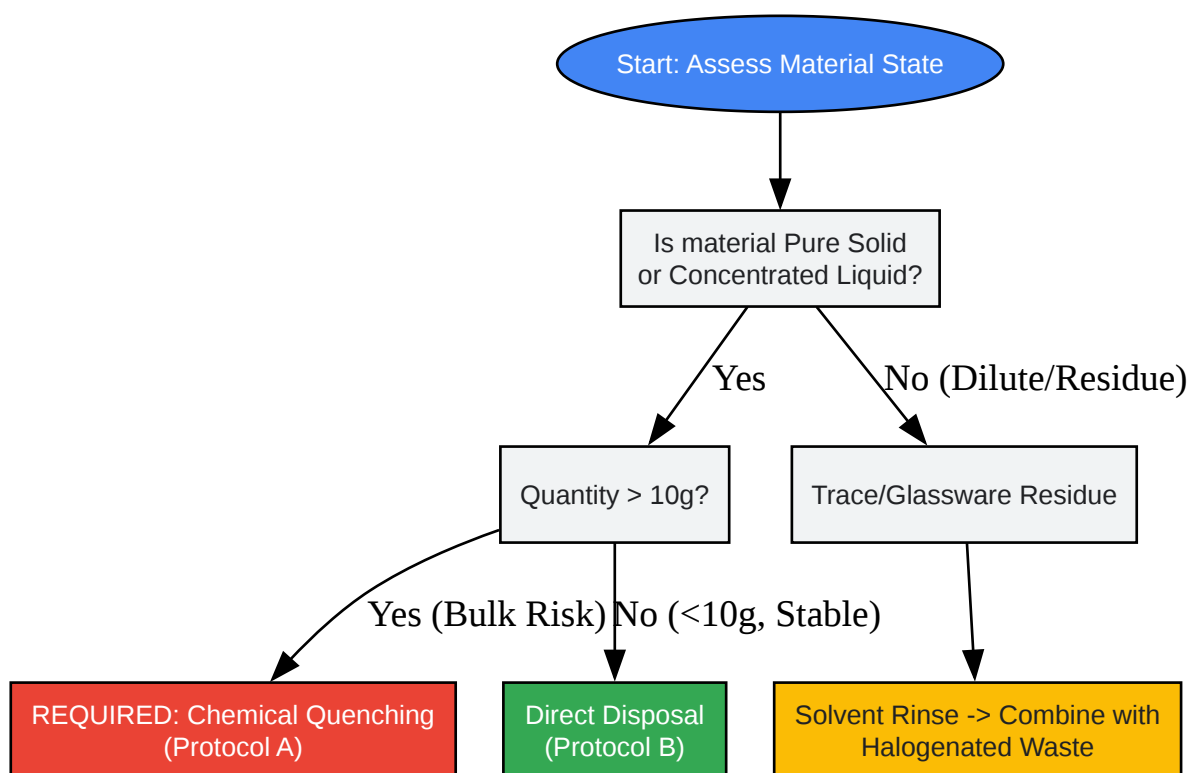 Start: Assess Material State
Is material Pure Solid
or Concentrated Liquid?
Yes
No (Dilute/Residue)
Quantity > 10g?
Trace/Glassware Residue
Yes (Bulk Risk)
No (<10g, Stable)
REQUIRED: Chemical Quenching
(Protocol A)
Direct Disposal
(Protocol B)
Solvent Rinse -> Combine with
Halogenated Waste